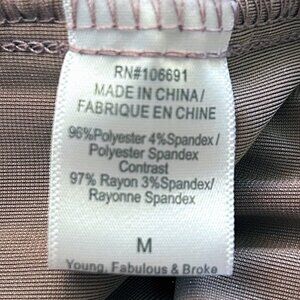 RN#106691
MADE IN CHINA/
FABRIQUE EN CHINE
96%Polyester 4%Spandex /
Polyester Spandex
Contrast
97% Rayon 3%Spandex/
Rayonne Spandex
M
Young, Fabulous & Broke